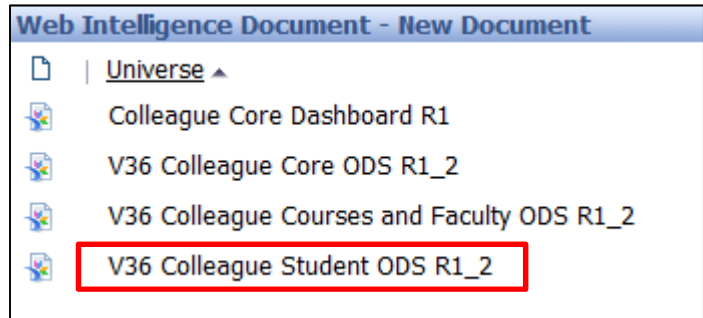 Web Intelligence Document - New Document
| Universe ▲
Colleague Core Dashboard R1
V36 Colleague Core ODS R1_2
V36 Colleague Courses and Faculty ODS R1_2
V36 Colleague Student ODS R1_2